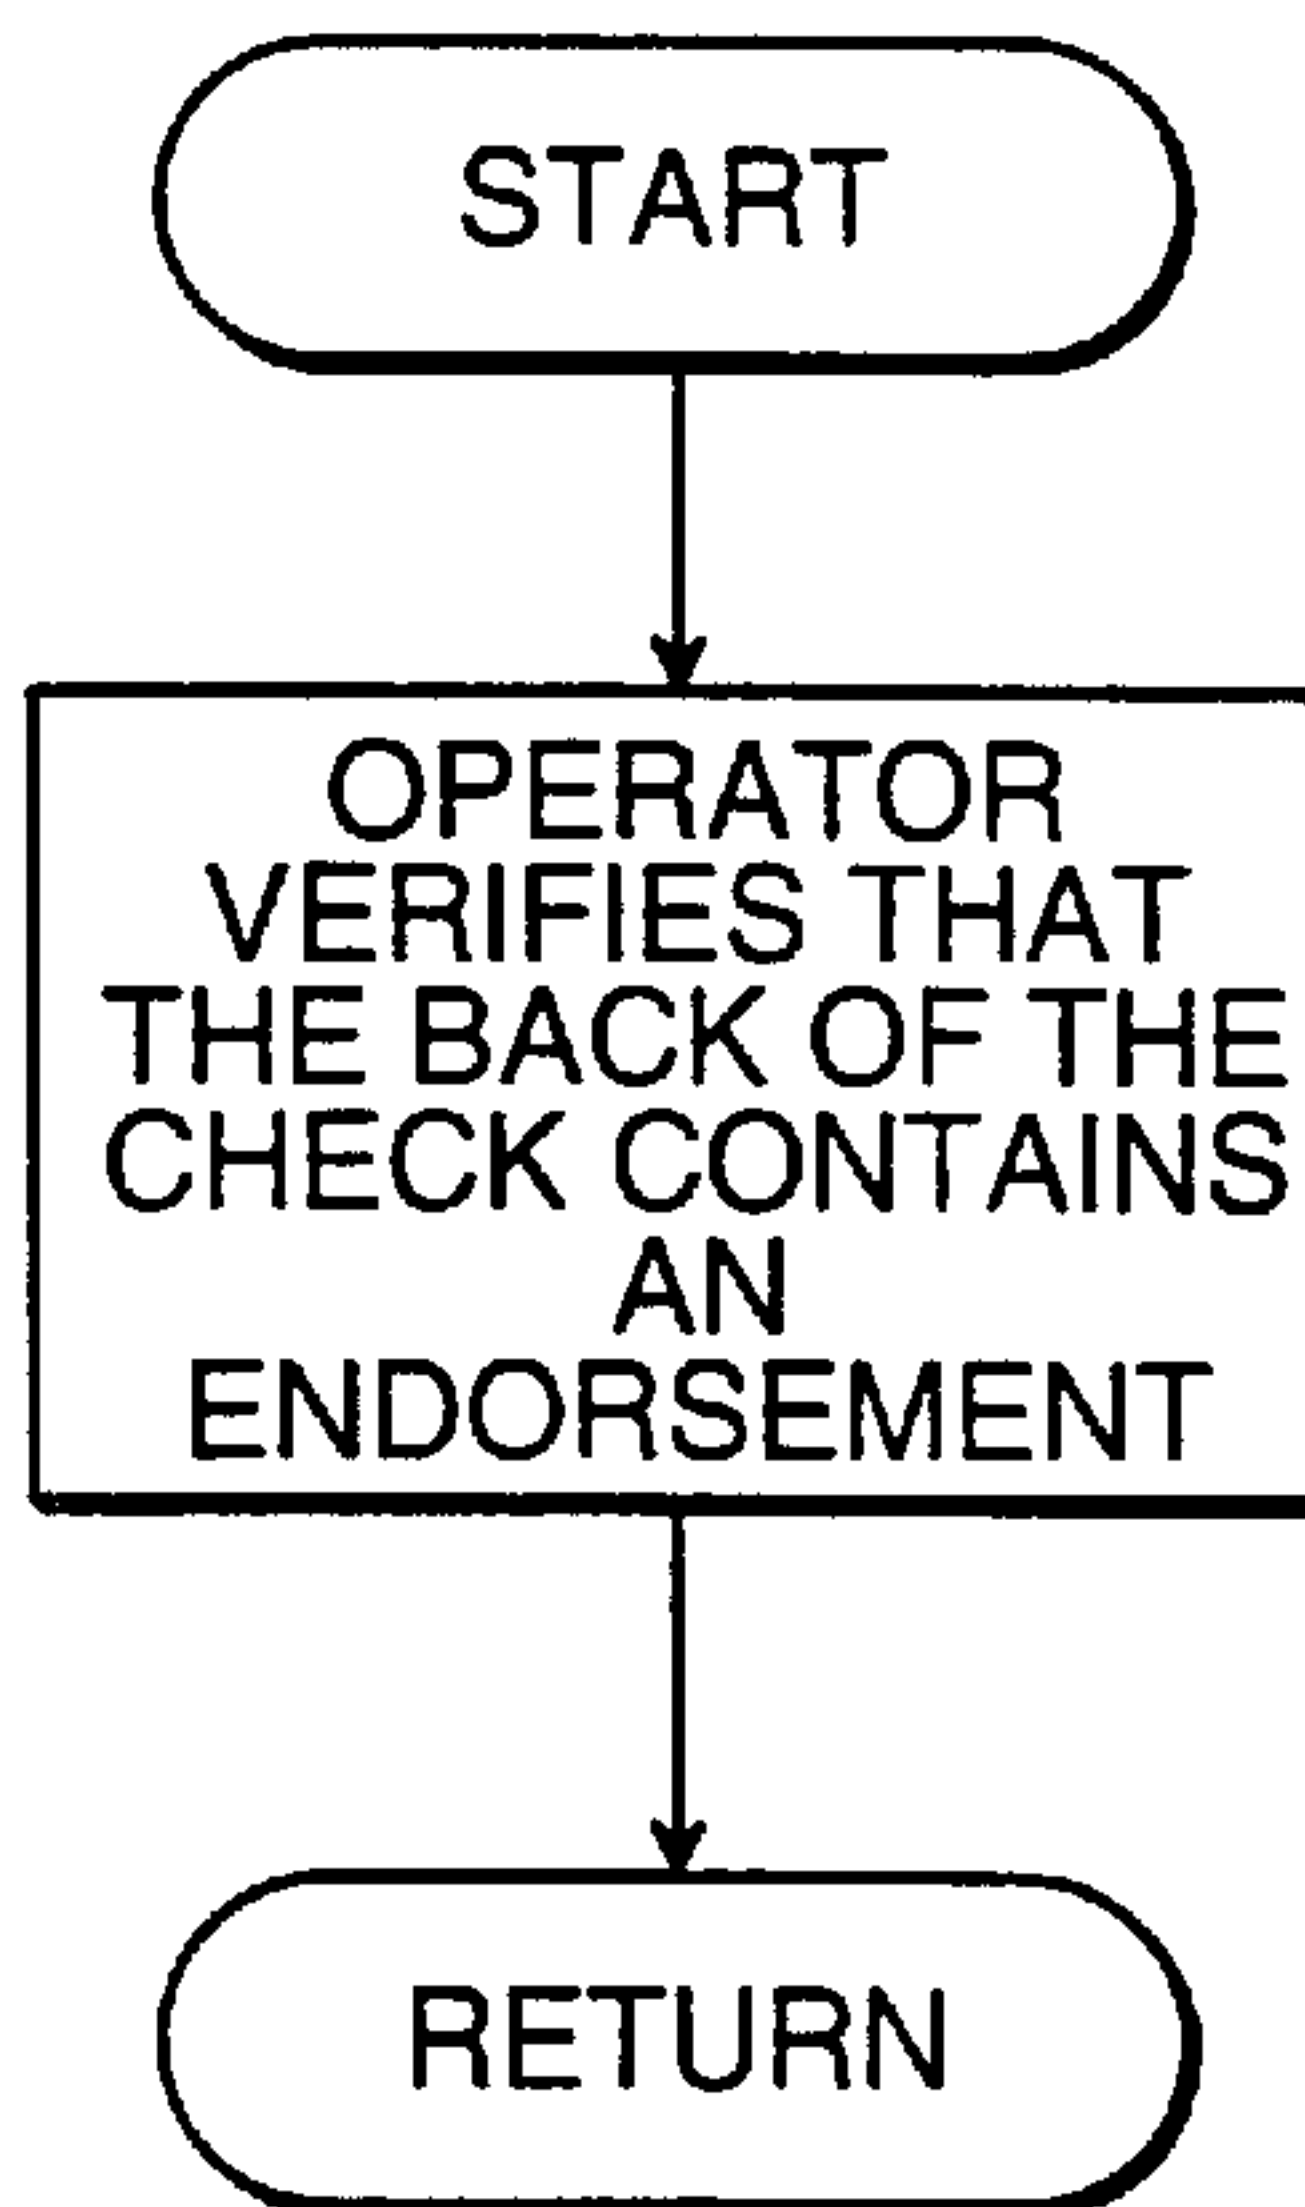 START
OPERATOR
VERIFIES THAT
THE BACK OF THE
CHECK CONTAINS
AN
ENDORSEMENT
RETURN